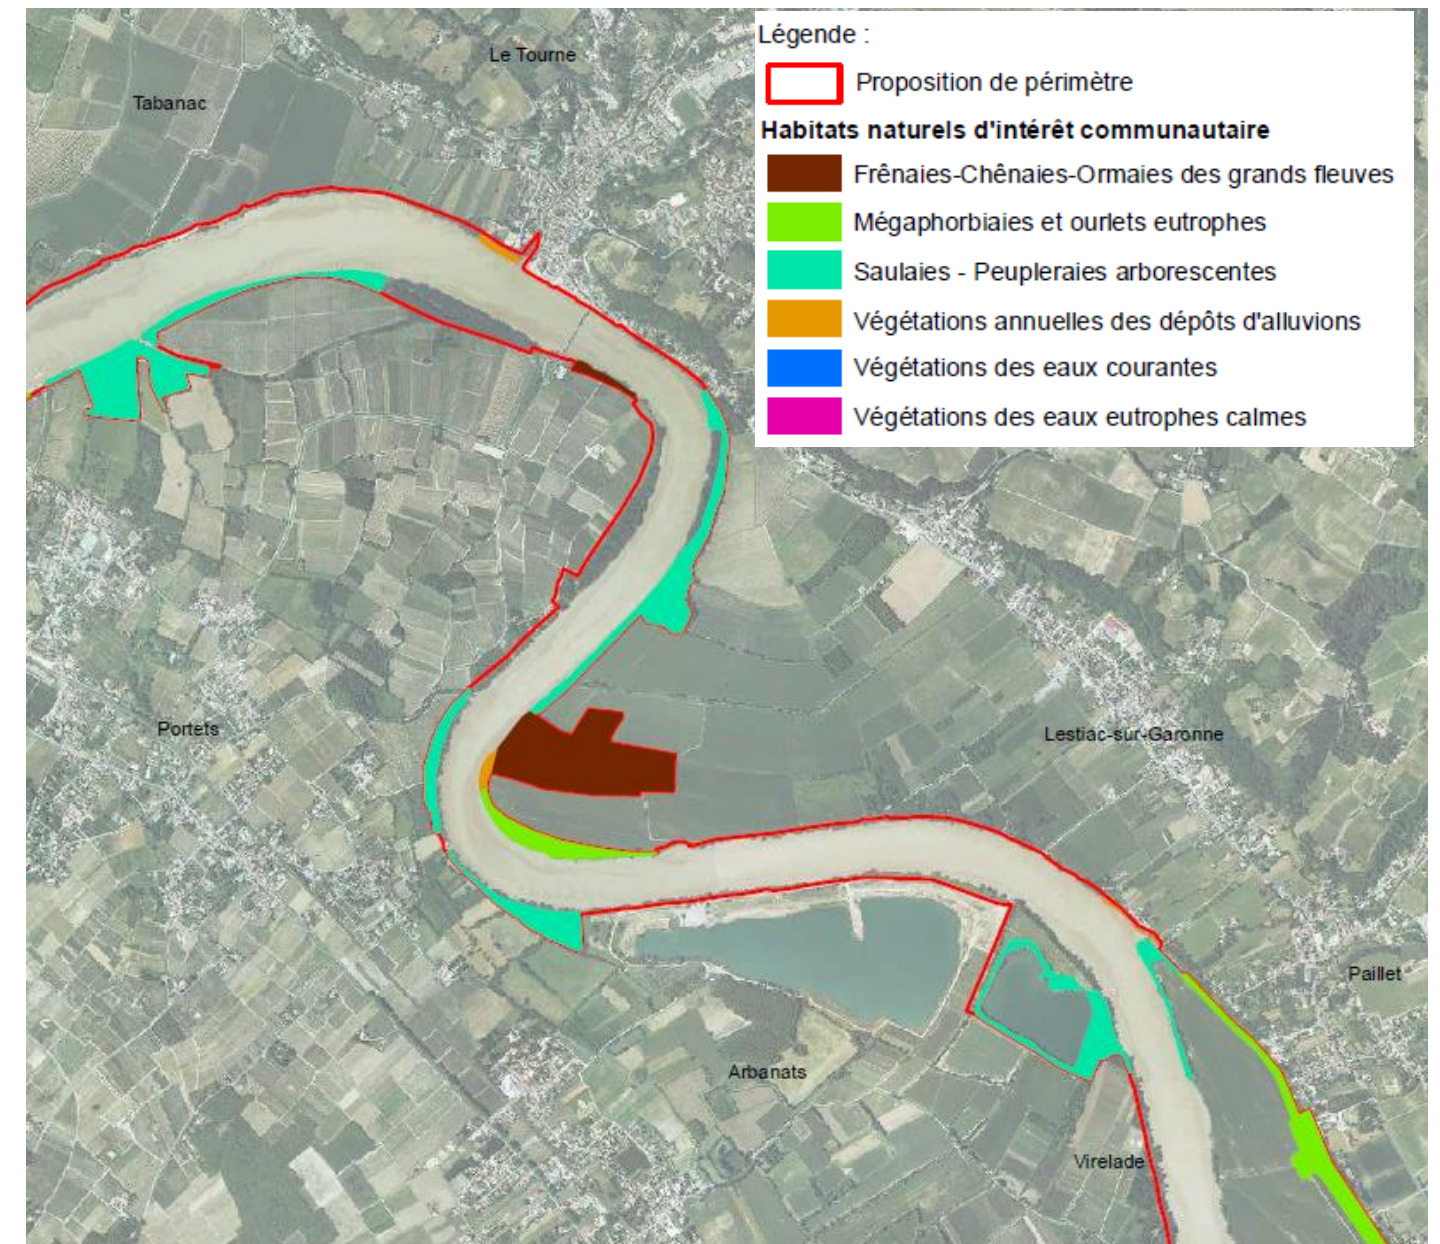 Le Tourne
Tabanac
Légende :
Proposition de périmètre
Habitats naturels d'intérêt communautaire
Frênaies-Chênaies-Ormaies des grands fleuves
Mégaphorbiaies et ourlets eutrophes
Saulaies - Peupleraies arborescentes
Végétations annuelles des dépôts d'alluvions
Végétations des eaux courantes
Végétations des eaux eutrophes calmes
Portets
Lestiac-sur-Garonne
Paillet
Arbanats
Virelade